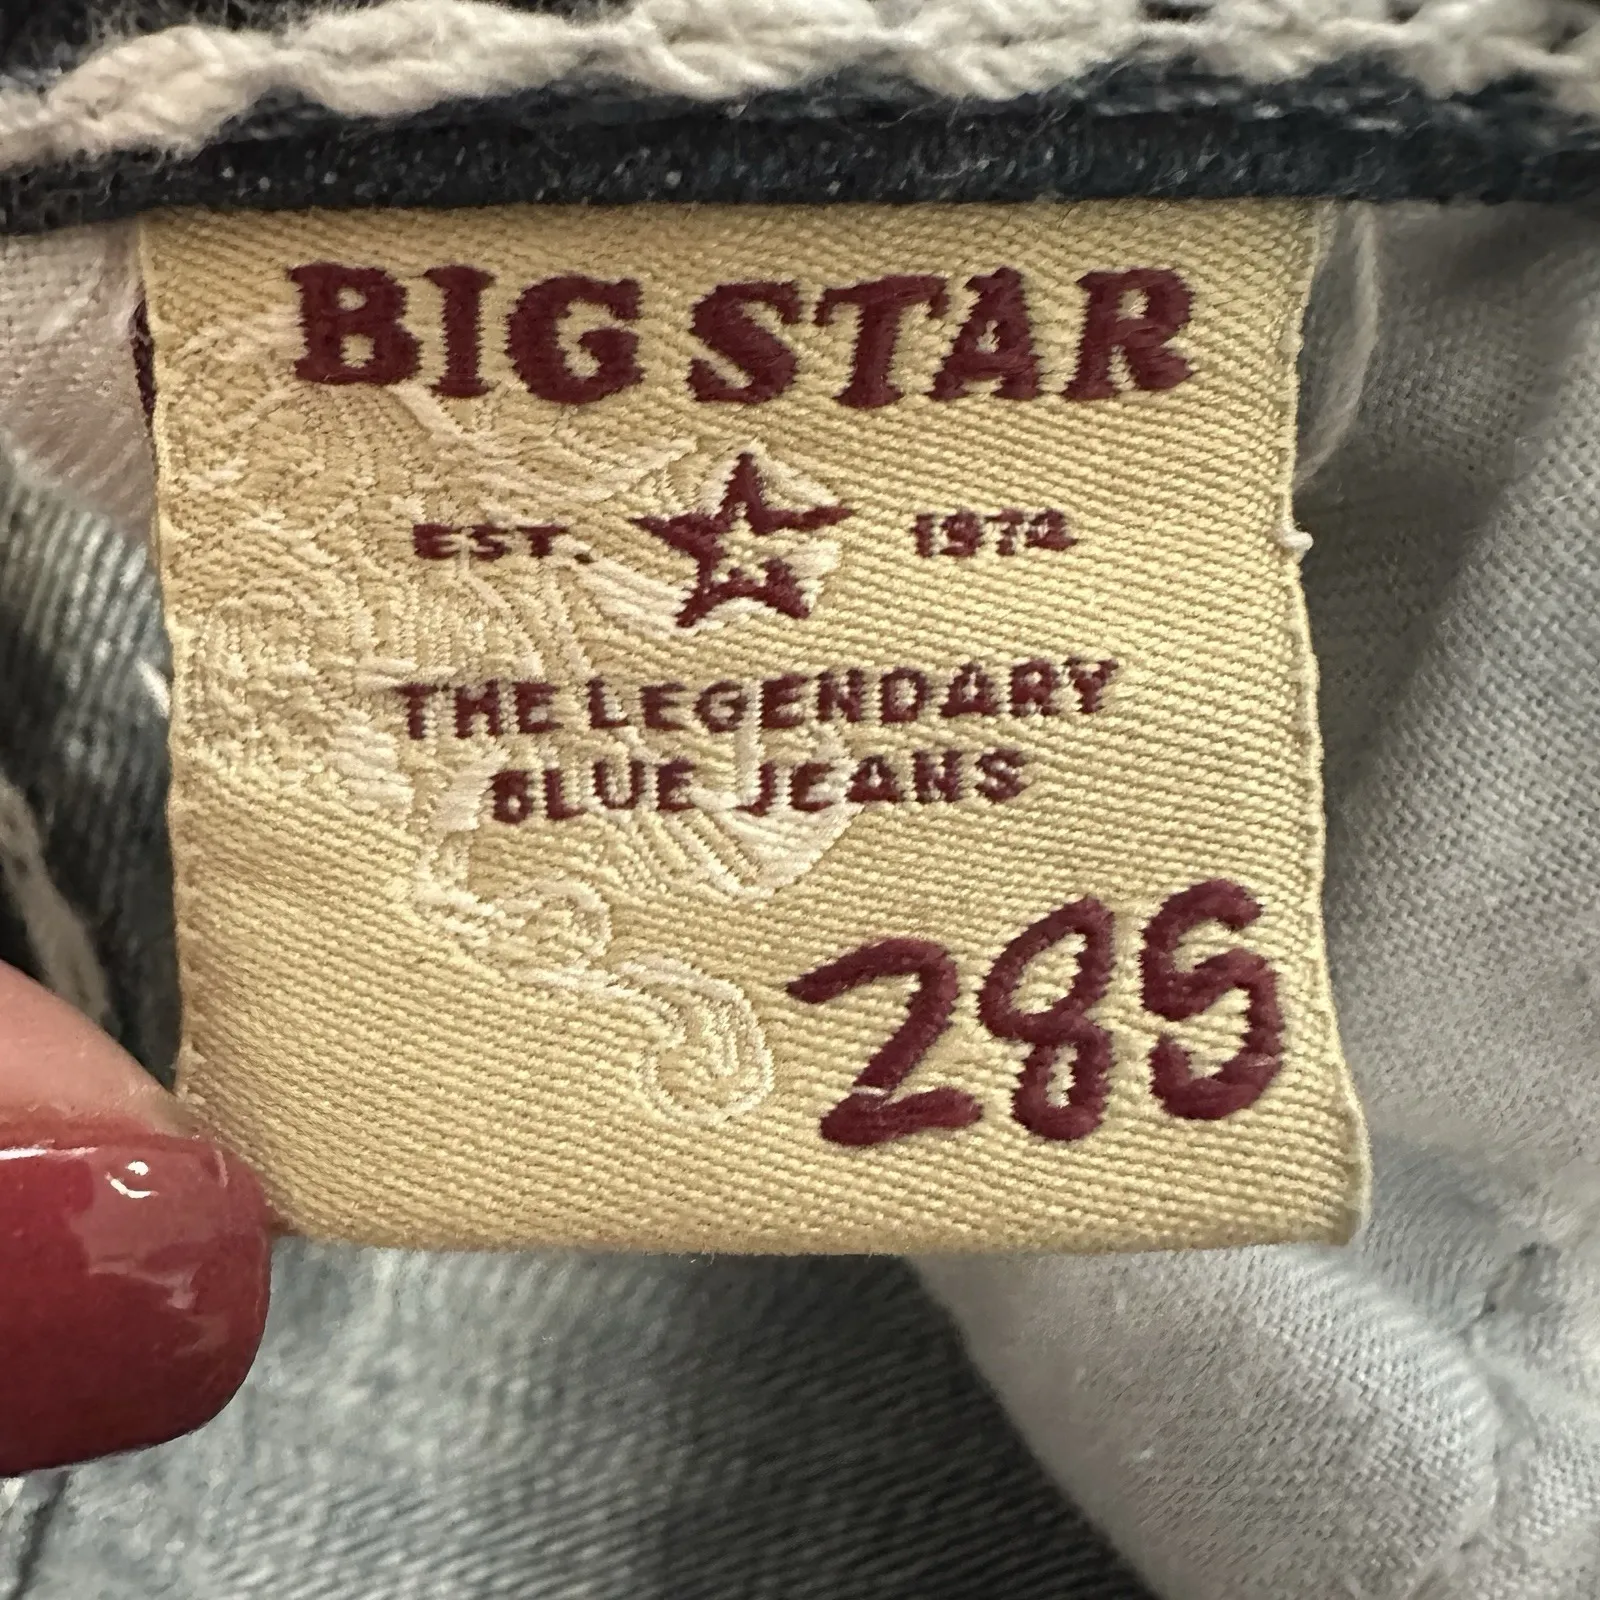 BIG STAR
EST. 1974
THE LEGENDARY
BLUE JEANS
28S